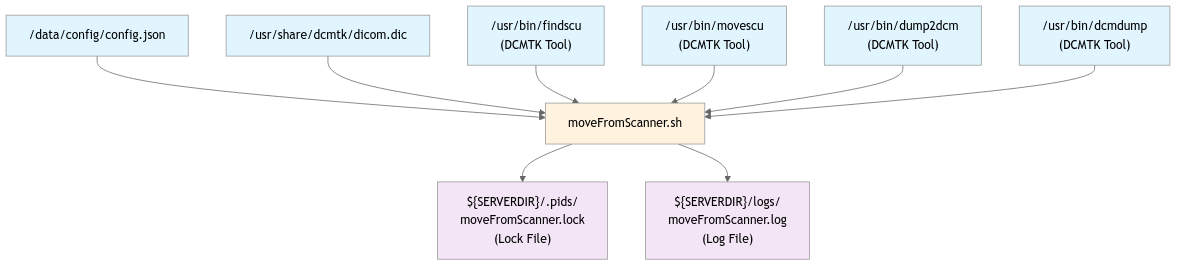 /data/config/config.json
/usr/share/dcmtk/dicom.dic
/usr/bin/findscu
(DCMTK Tool)
/usr/bin/movescu
(DCMTK Tool)
/usr/bin/dump2dcm
(DCMTK Tool)
/usr/bin/dcmdump
(DCMTK Tool)
moveFromScanner.sh
${SERVERDIR}/.pids/
moveFromScanner.lock
(Lock File)
${SERVERDIR}/logs/
moveFromScanner.log
(Log File)